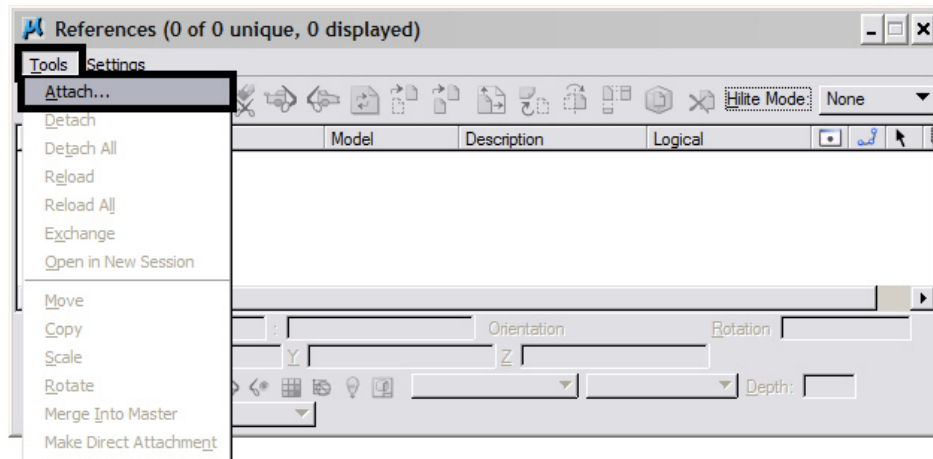 References (0 of 0 unique, 0 displayed)
Tools Settings
Attach...
Hilite Mode: None
Detach
Model Description Logical
Detach All
Reload
Reload All
Exchange
Open in New Session
Move
: Orientation Rotation
Copy
Y Z
Scale
Rotate
Depth:
Merge Into Master
Make Direct Attachment